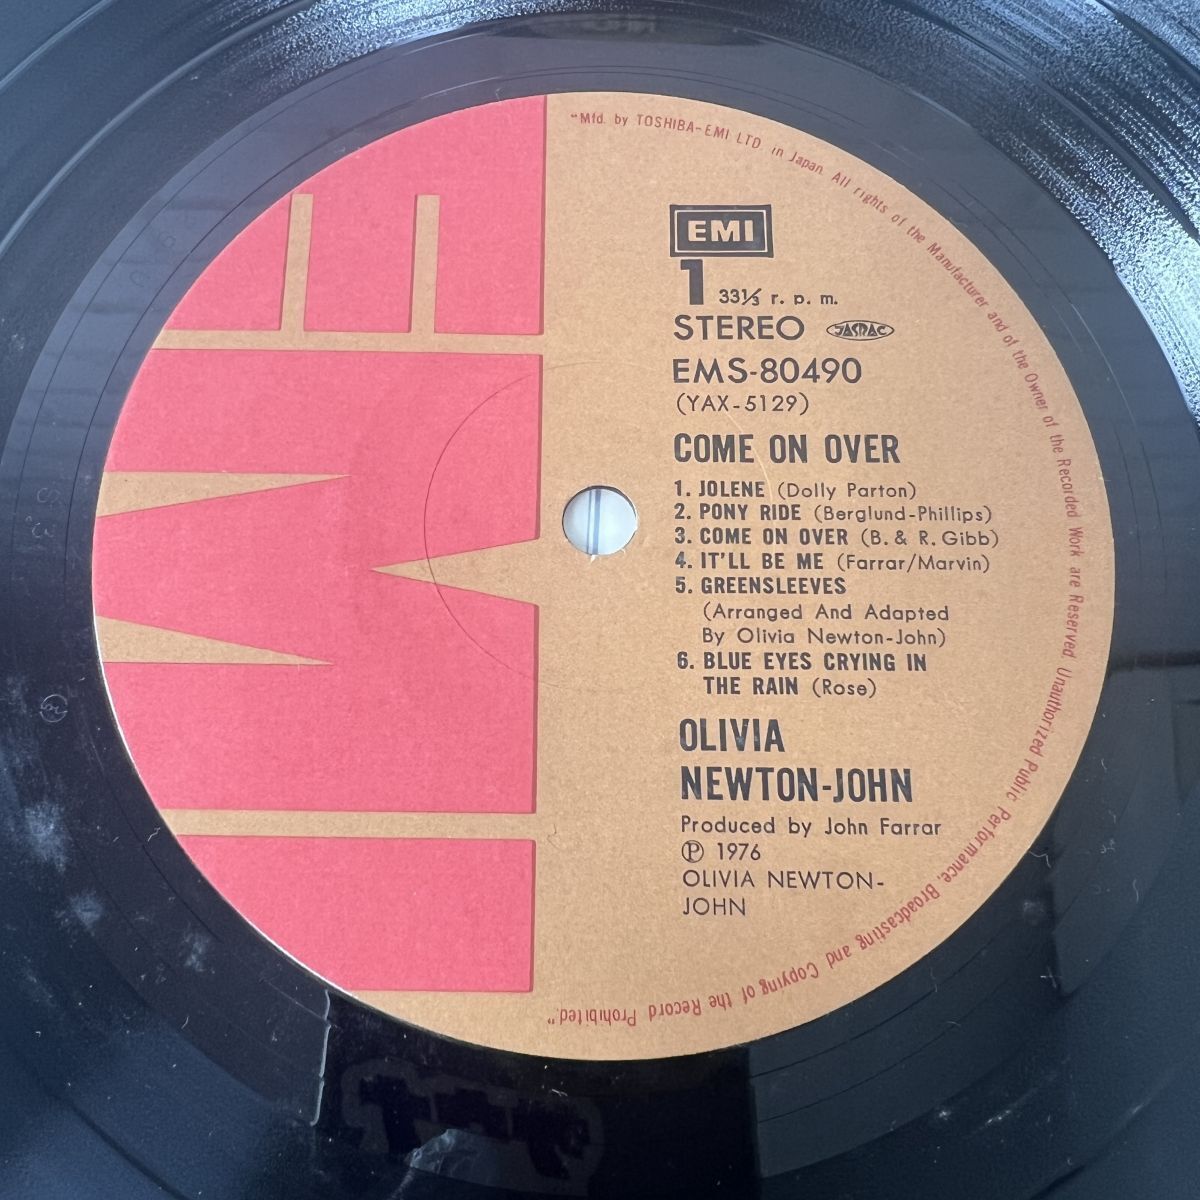 "Mfd. by TOSHIBA-EMI LTD. in Japan. All rights of the Manufacturer and of the Owner of the Recorded Work are Reserved. Unauthorized Public Performance, Broadcasting and Copying of the Record Prohibited."
EMI
EMI
1 33⅓ r. p. m.
STEREO JASRAC
EMS-80490
(YAX-5129)
COME ON OVER
1. JOLENE (Dolly Parton)
2. PONY RIDE (Berglund-Phillips)
3. COME ON OVER (B. & R. Gibb)
4. IT'LL BE ME (Farrar/Marvin)
5. GREENSLEEVES
(Arranged And Adapted
By Olivia Newton-John)
6. BLUE EYES CRYING IN
THE RAIN (Rose)
OLIVIA
NEWTON-JOHN
Produced by John Farrar
Ⓟ 1976
OLIVIA NEWTON-
JOHN